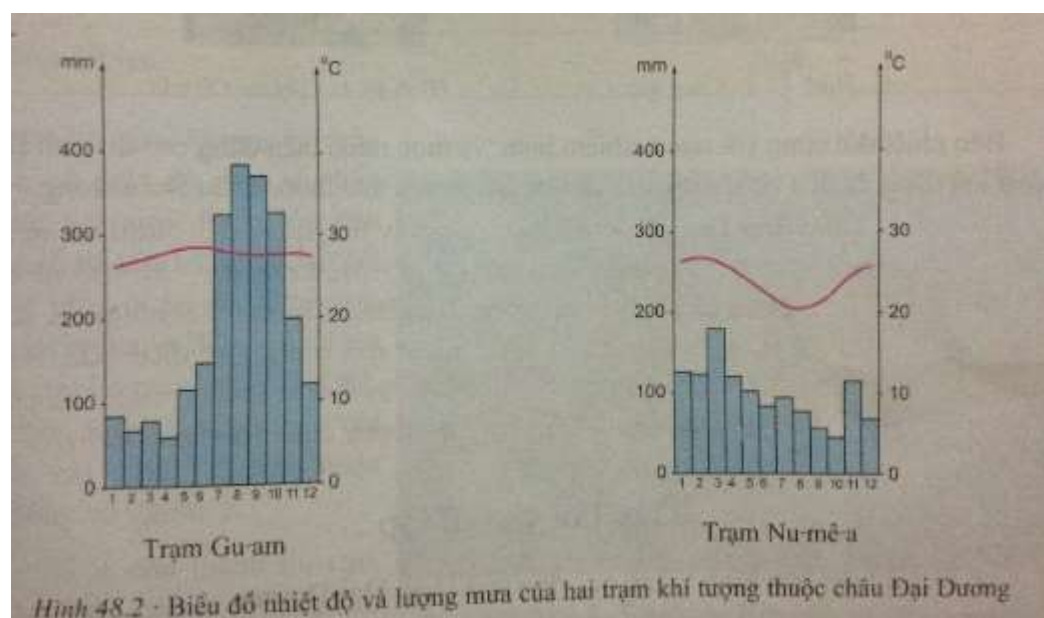 mm
°C
400
300
200
100
0
30
20
10
0
1 2 3 4 5 6 7 8 9 10 11 12
Trạm Gu-am
mm
°C
400
300
200
100
0
30
20
10
0
1 2 3 4 5 6 7 8 9 10 11 12
Trạm Nu-mê-a
Hình 48.2 - Biểu đồ nhiệt độ và lượng mưa của hai trạm khí tượng thuộc châu Đại Dương